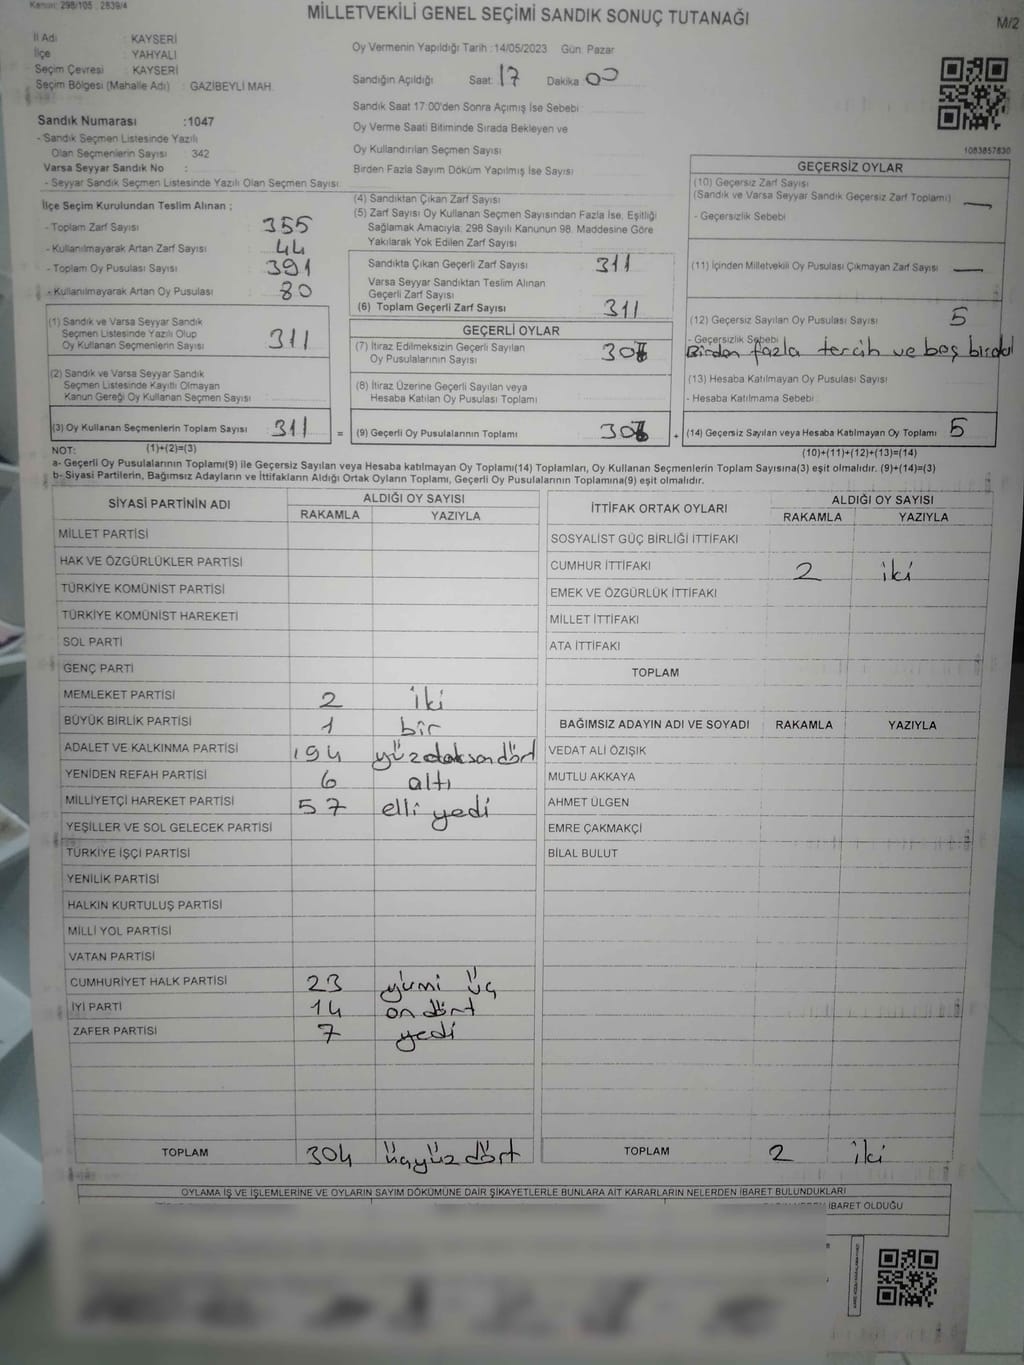 Kanun: 298/105 , 2839/4
MİLLETVEKİLİ GENEL SEÇİMİ SANDIK SONUÇ TUTANAĞI
M/2
İl Adı : KAYSERİ
İlçe : YAHYALI
Seçim Çevresi : KAYSERİ
Seçim Bölgesi (Mahalle Adı) : GAZİBEYLİ MAH.
Sandık Numarası :1047
- Sandık Seçmen Listesinde Yazılı
Olan Seçmenlerin Sayısı : 342
Varsa Seyyar Sandık No :
- Seyyar Sandık Seçmen Listesinde Yazılı Olan Seçmen Sayısı:
Oy Vermenin Yapıldığı Tarih :14/05/2023 Gün: Pazar
Sandığın Açıldığı Saat: 17 Dakika 00
Sandık Saat 17:00'den Sonra Açımış İse Sebebi
Oy Verme Saati Bitiminde Sırada Bekleyen ve
Oy Kullandırılan Seçmen Sayısı
Birden Fazla Sayım Döküm Yapılmış İse Sayısı
1083857830
İlçe Seçim Kurulundan Teslim Alınan ;
- Toplam Zarf Sayısı : 355
- Kullanılmayarak Artan Zarf Sayısı : 44
- Toplam Oy Pusulası Sayısı : 391
- Kullanılmayarak Artan Oy Pusulası : 80
(4) Sandıktan Çıkan Zarf Sayısı :
(5) Zarf Sayısı Oy Kullanan Seçmen Sayısından Fazla İse, Eşitliği
Sağlamak Amacıyla; 298 Sayılı Kanunun 98. Maddesine Göre
Yakılarak Yok Edilen Zarf Sayısı :
Sandıkta Çıkan Geçerli Zarf Sayısı : 311
Varsa Seyyar Sandıktan Teslim Alınan
Geçerli Zarf Sayısı :
(6) Toplam Geçerli Zarf Sayısı : 311
GEÇERSİZ OYLAR
(10) Geçersiz Zarf Sayısı
(Sandık ve Varsa Seyyar Sandık Geçersiz Zarf Toplamı) : —
- Geçersizlik Sebebi
(11) İçinden Milletvekili Oy Pusulası Çıkmayan Zarf Sayısı : —
(12) Geçersiz Sayılan Oy Pusulası Sayısı : 5
- Geçersizlik Sebebi
Birden fazla tercih ve boş
(13) Hesaba Katılmayan Oy Pusulası Sayısı :
- Hesaba Katılmama Sebebi :
(14) Geçersiz Sayılan veya Hesaba Katılmayan Oy Toplamı : 5
(1) Sandık ve Varsa Seyyar Sandık
Seçmen Listesinde Yazılı Olup
Oy Kullanan Seçmenlerin Sayısı : 311
(2) Sandık ve Varsa Seyyar Sandık
Seçmen Listesinde Kayıtlı Olmayan
Kanun Gereği Oy Kullanan Seçmen Sayısı :
(3) Oy Kullanan Seçmenlerin Toplam Sayısı : 311 =
GEÇERLİ OYLAR
(7) İtiraz Edilmeksizin Geçerli Sayılan
Oy Pusulalarının Sayısı : 306
(8) İtiraz Üzerine Geçerli Sayılan veya
Hesaba Katılan Oy Pusulası Toplamı :
(9) Geçerli Oy Pusulalarının Toplamı : 306 +
NOT: (1)+(2)=(3)
(10)+(11)+(12)+(13)=(14)
a- Geçerli Oy Pusulalarının Toplamı(9) ile Geçersiz Sayılan veya Hesaba katılmayan Oy Toplamı(14) Toplamları, Oy Kullanan Seçmenlerin Toplam Sayısına(3) eşit olmalıdır. (9)+(14)=(3)
b- Siyasi Partilerin, Bağımsız Adayların ve İttifakların Aldığı Ortak Oyların Toplamı, Geçerli Oy Pusulalarının Toplamına(9) eşit olmalıdır.
SİYASİ PARTİNİN ADI ALDIĞI OY SAYISI
RAKAMLA YAZIYLA
MİLLET PARTİSİ
HAK VE ÖZGÜRLÜKLER PARTİSİ
TÜRKİYE KOMÜNİST PARTİSİ
TÜRKİYE KOMÜNİST HAREKETİ
SOL PARTİ
GENÇ PARTİ
MEMLEKET PARTİSİ 2 iki
BÜYÜK BİRLİK PARTİSİ 1 bir
ADALET VE KALKINMA PARTİSİ 194 yüzdoksandört
YENİDEN REFAH PARTİSİ 6 altı
MİLLİYETÇİ HAREKET PARTİSİ 57 elli yedi
YEŞİLLER VE SOL GELECEK PARTİSİ
TÜRKİYE İŞÇİ PARTİSİ
YENİLİK PARTİSİ
HALKIN KURTULUŞ PARTİSİ
MİLLİ YOL PARTİSİ
VATAN PARTİSİ
CUMHURİYET HALK PARTİSİ 23 yirmi üç
İYİ PARTİ 14 on dört
ZAFER PARTİSİ 7 yedi
TOPLAM 304 üçyüz dört
İTTİFAK ORTAK OYLARI ALDIĞI OY SAYISI
RAKAMLA YAZIYLA
SOSYALİST GÜÇ BİRLİĞİ İTTİFAKI
CUMHUR İTTİFAKI 2 iki
EMEK VE ÖZGÜRLÜK İTTİFAKI
MİLLET İTTİFAKI
ATA İTTİFAKI
TOPLAM
BAĞIMSIZ ADAYIN ADI VE SOYADI RAKAMLA YAZIYLA
VEDAT ALİ ÖZIŞIK
MUTLU AKKAYA
AHMET ÜLGEN
EMRE ÇAKMAKÇİ
BİLAL BULUT
TOPLAM 2 iki
OYLAMA İŞ VE İŞLEMLERİNE VE OYLARIN SAYIM DÖKÜMÜNE DAİR ŞİKAYETLERLE BUNLARA AİT KARARLARIN NELERDEN İBARET BULUNDUKLARI
İBARET OLDUĞU